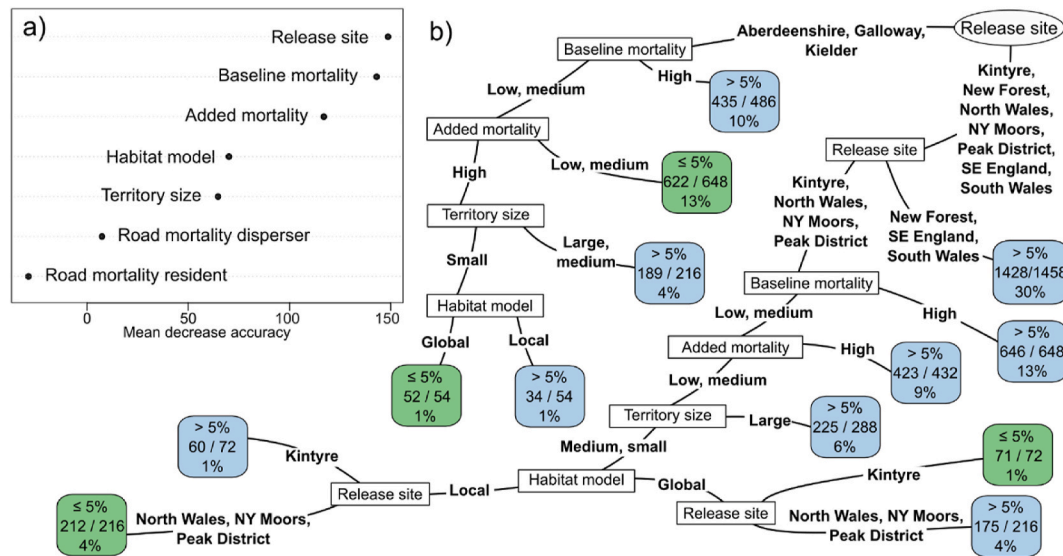 a)
Release site
Baseline mortality
Added mortality
Habitat model
Territory size
Road mortality disperser
Road mortality resident
0
50
100
150
Mean decrease accuracy
b)
Release site
Aberdeenshire, Galloway,
Kielder
Baseline mortality
High
> 5%
435 / 486
10%
Low, medium
Added mortality
Low, medium
≤ 5%
622 / 648
13%
High
Territory size
Large,
medium
> 5%
189 / 216
4%
Small
Habitat model
Global
≤ 5%
52 / 54
1%
Local
> 5%
34 / 54
1%
Kintyre,
New Forest,
North Wales,
NY Moors,
Peak District,
SE England,
South Wales
Release site
New Forest,
SE England,
South Wales
> 5%
1428/1458
30%
Kintyre,
North Wales,
NY Moors,
Peak District
Baseline mortality
High
> 5%
646 / 648
13%
Low, medium
Added mortality
High
> 5%
423 / 432
9%
Low, medium
Territory size
Large
> 5%
225 / 288
6%
Medium, small
Habitat model
Global
Release site
Kintyre
≤ 5%
71 / 72
1%
North Wales, NY Moors,
Peak District
> 5%
175 / 216
4%
Local
Release site
Kintyre
> 5%
60 / 72
1%
North Wales, NY Moors,
Peak District
≤ 5%
212 / 216
4%